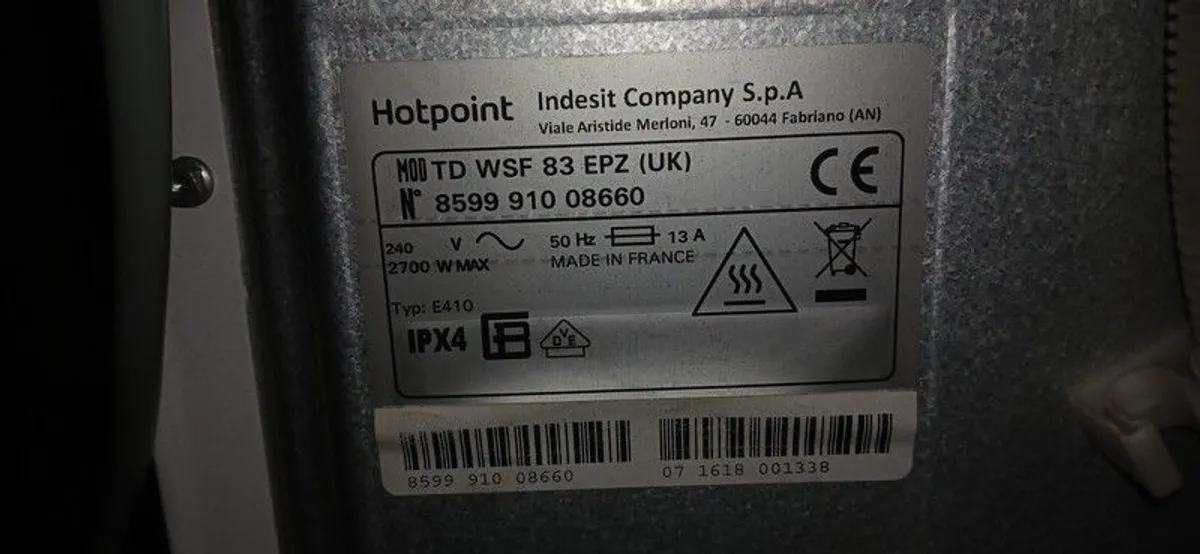 Hotpoint
Indesit Company S.p.A
Viale Aristide Merloni, 47 - 60044 Fabriano (AN)
MOD TD WSF 83 EPZ (UK)
N° 8599 910 08660
CE
240 V 50 Hz 13 A
2700 W MAX MADE IN FRANCE
Typ: E410
IPX4
DVE
8599 910 08660
07 1618 001338